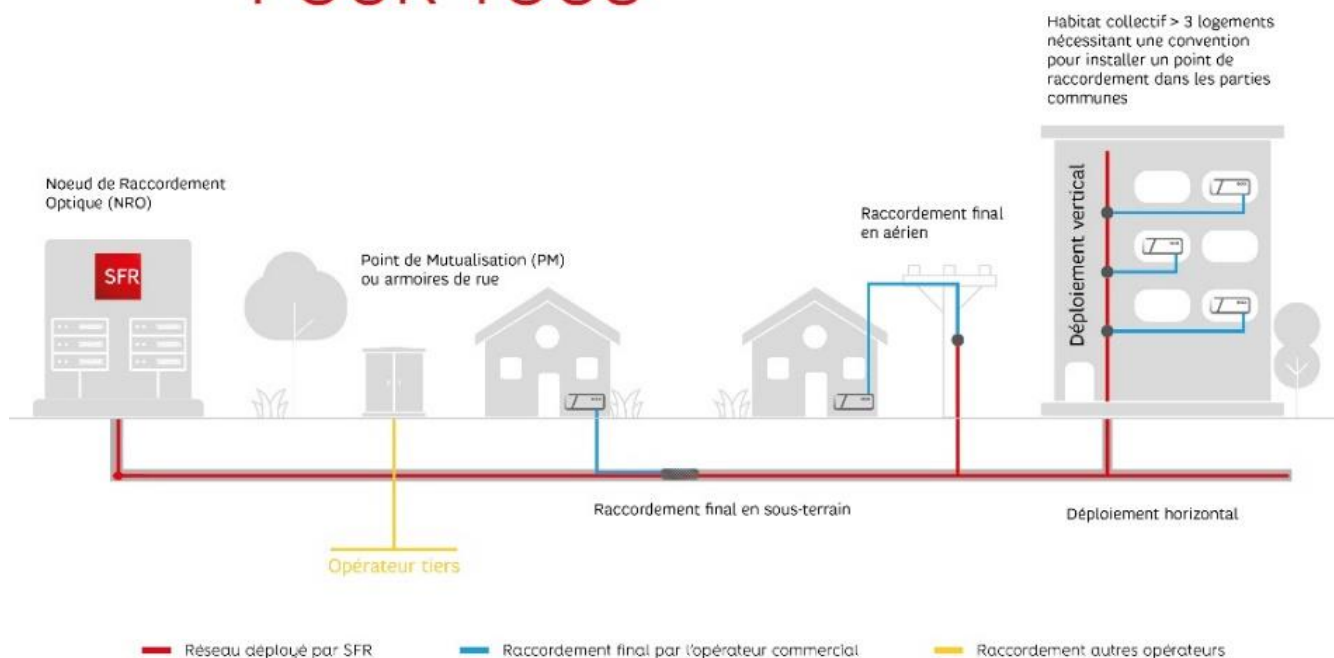 POUR TOUS
Habitat collectif > 3 logements
nécessitant une convention
pour installer un point de
raccordement dans les parties
communes
Noeud de Raccordement
Optique (NRO)
SFR
Point de Mutualisation (PM)
ou armoires de rue
Raccordement final
en aérien
Déploiement vertical
Raccordement final en sous-terrain
Déploiement horizontal
Opérateur tiers
Réseau déployé par SFR
Raccordement final par l'opérateur commercial
Raccordement autres opérateurs